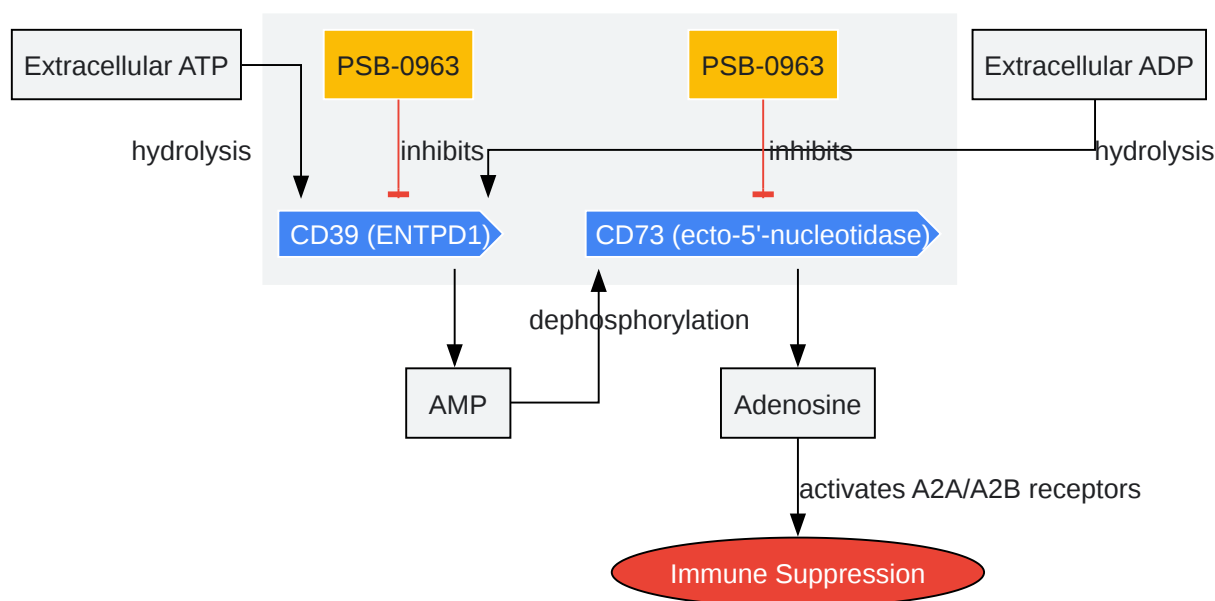 Extracellular ATP
PSB-0963
PSB-0963
Extracellular ADP
hydrolysis
inhibits
inhibits
hydrolysis
CD39 (ENTPD1)
CD73 (ecto-5'-nucleotidase)
dephosphorylation
AMP
Adenosine
activates A2A/A2B receptors
Immune Suppression